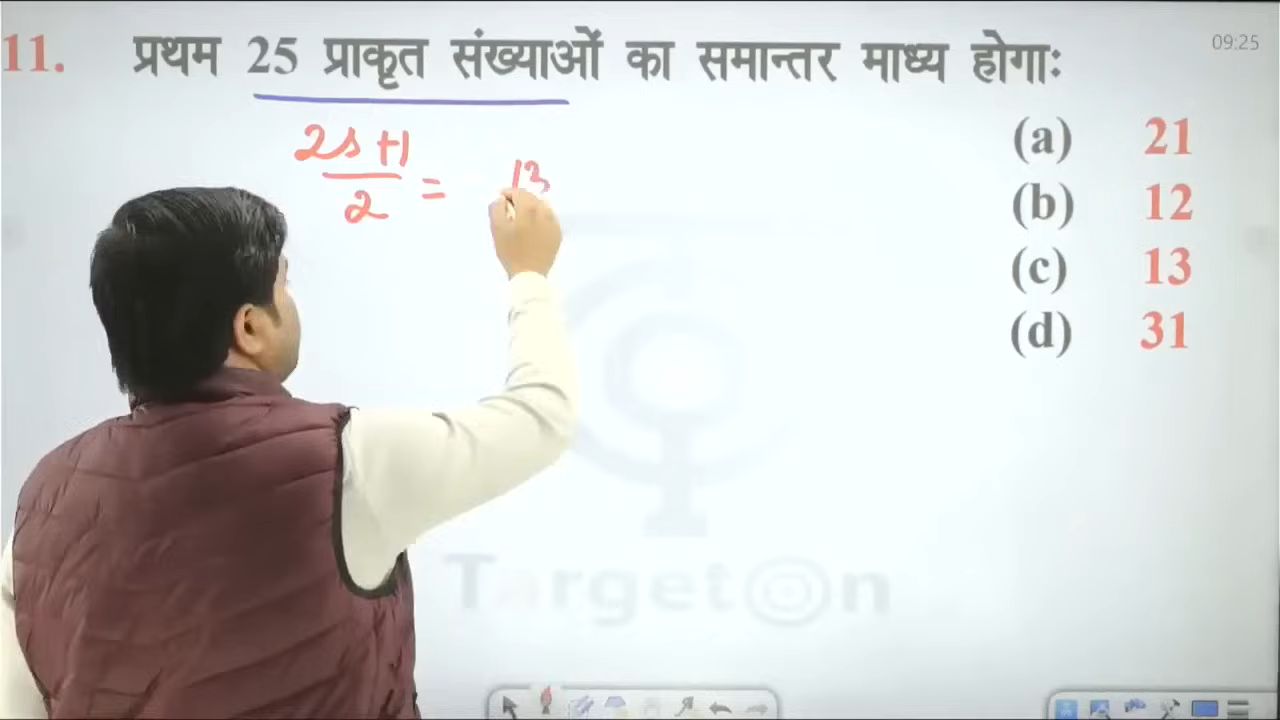 09:25
11. प्रथम 25 प्राकृत संख्याओं का समान्तर माध्य होगाः
25+1
2
= 13
(a) 21
(b) 12
(c) 13
(d) 31
TargetOn